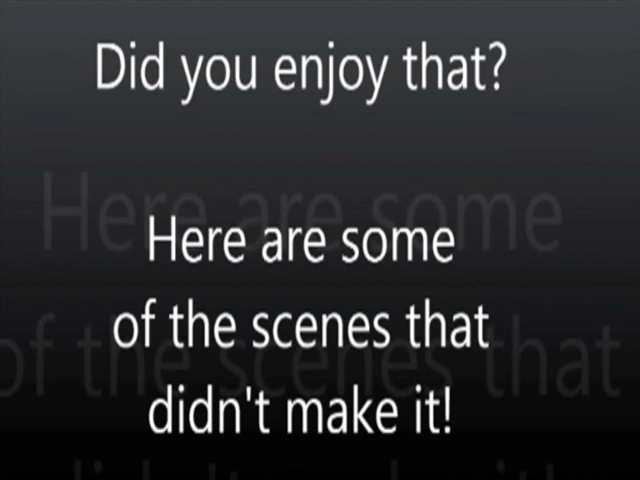 Did you enjoy that?
Here are some
of the scenes that
didn't make it!